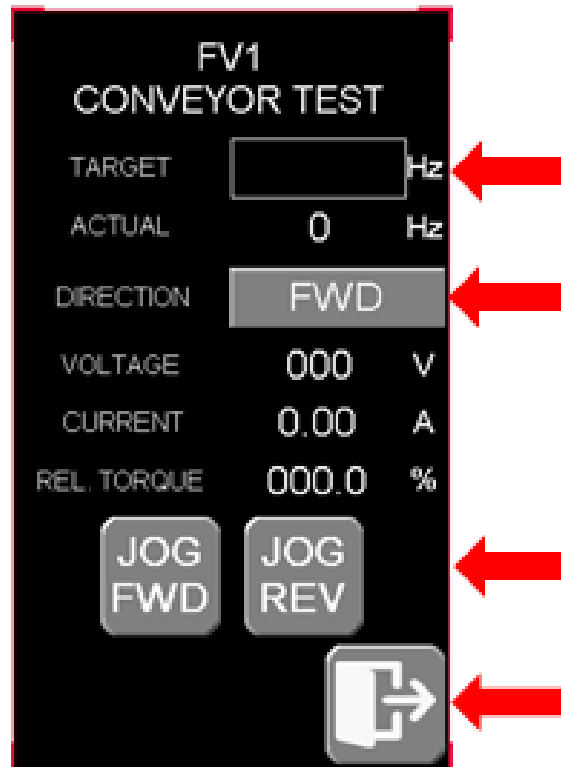 FV1
CONVEYOR TEST
TARGET Hz
ACTUAL 0 Hz
DIRECTION FWD
VOLTAGE 000 V
CURRENT 0.00 A
REL. TORQUE 000.0 %
JOG FWD
JOG REV